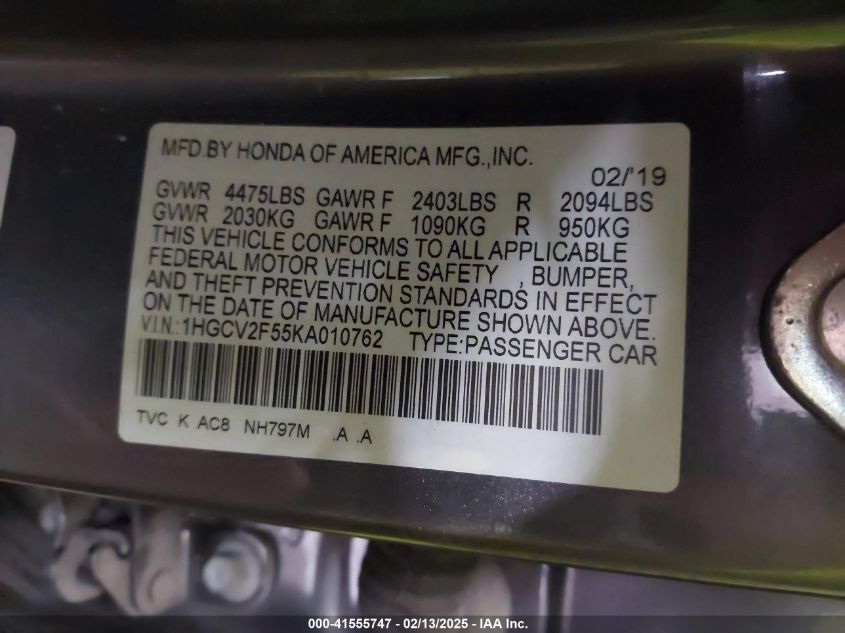 MFD.BY HONDA OF AMERICA MFG.,INC.
02/'19
GVWR 4475LBS GAWR F 2403LBS R 2094LBS
GVWR 2030KG GAWR F 1090KG R 950KG
THIS VEHICLE CONFORMS TO ALL APPLICABLE
FEDERAL MOTOR VEHICLE SAFETY , BUMPER,
AND THEFT PREVENTION STANDARDS IN EFFECT
ON THE DATE OF MANUFACTURE SHOWN ABOVE.
V.I.N.:1HGCV2F55KA010762 TYPE:PASSENGER CAR
TVC K AC8 NH797M .A .A
000-41555747 - 02/13/2025 - IAA Inc.